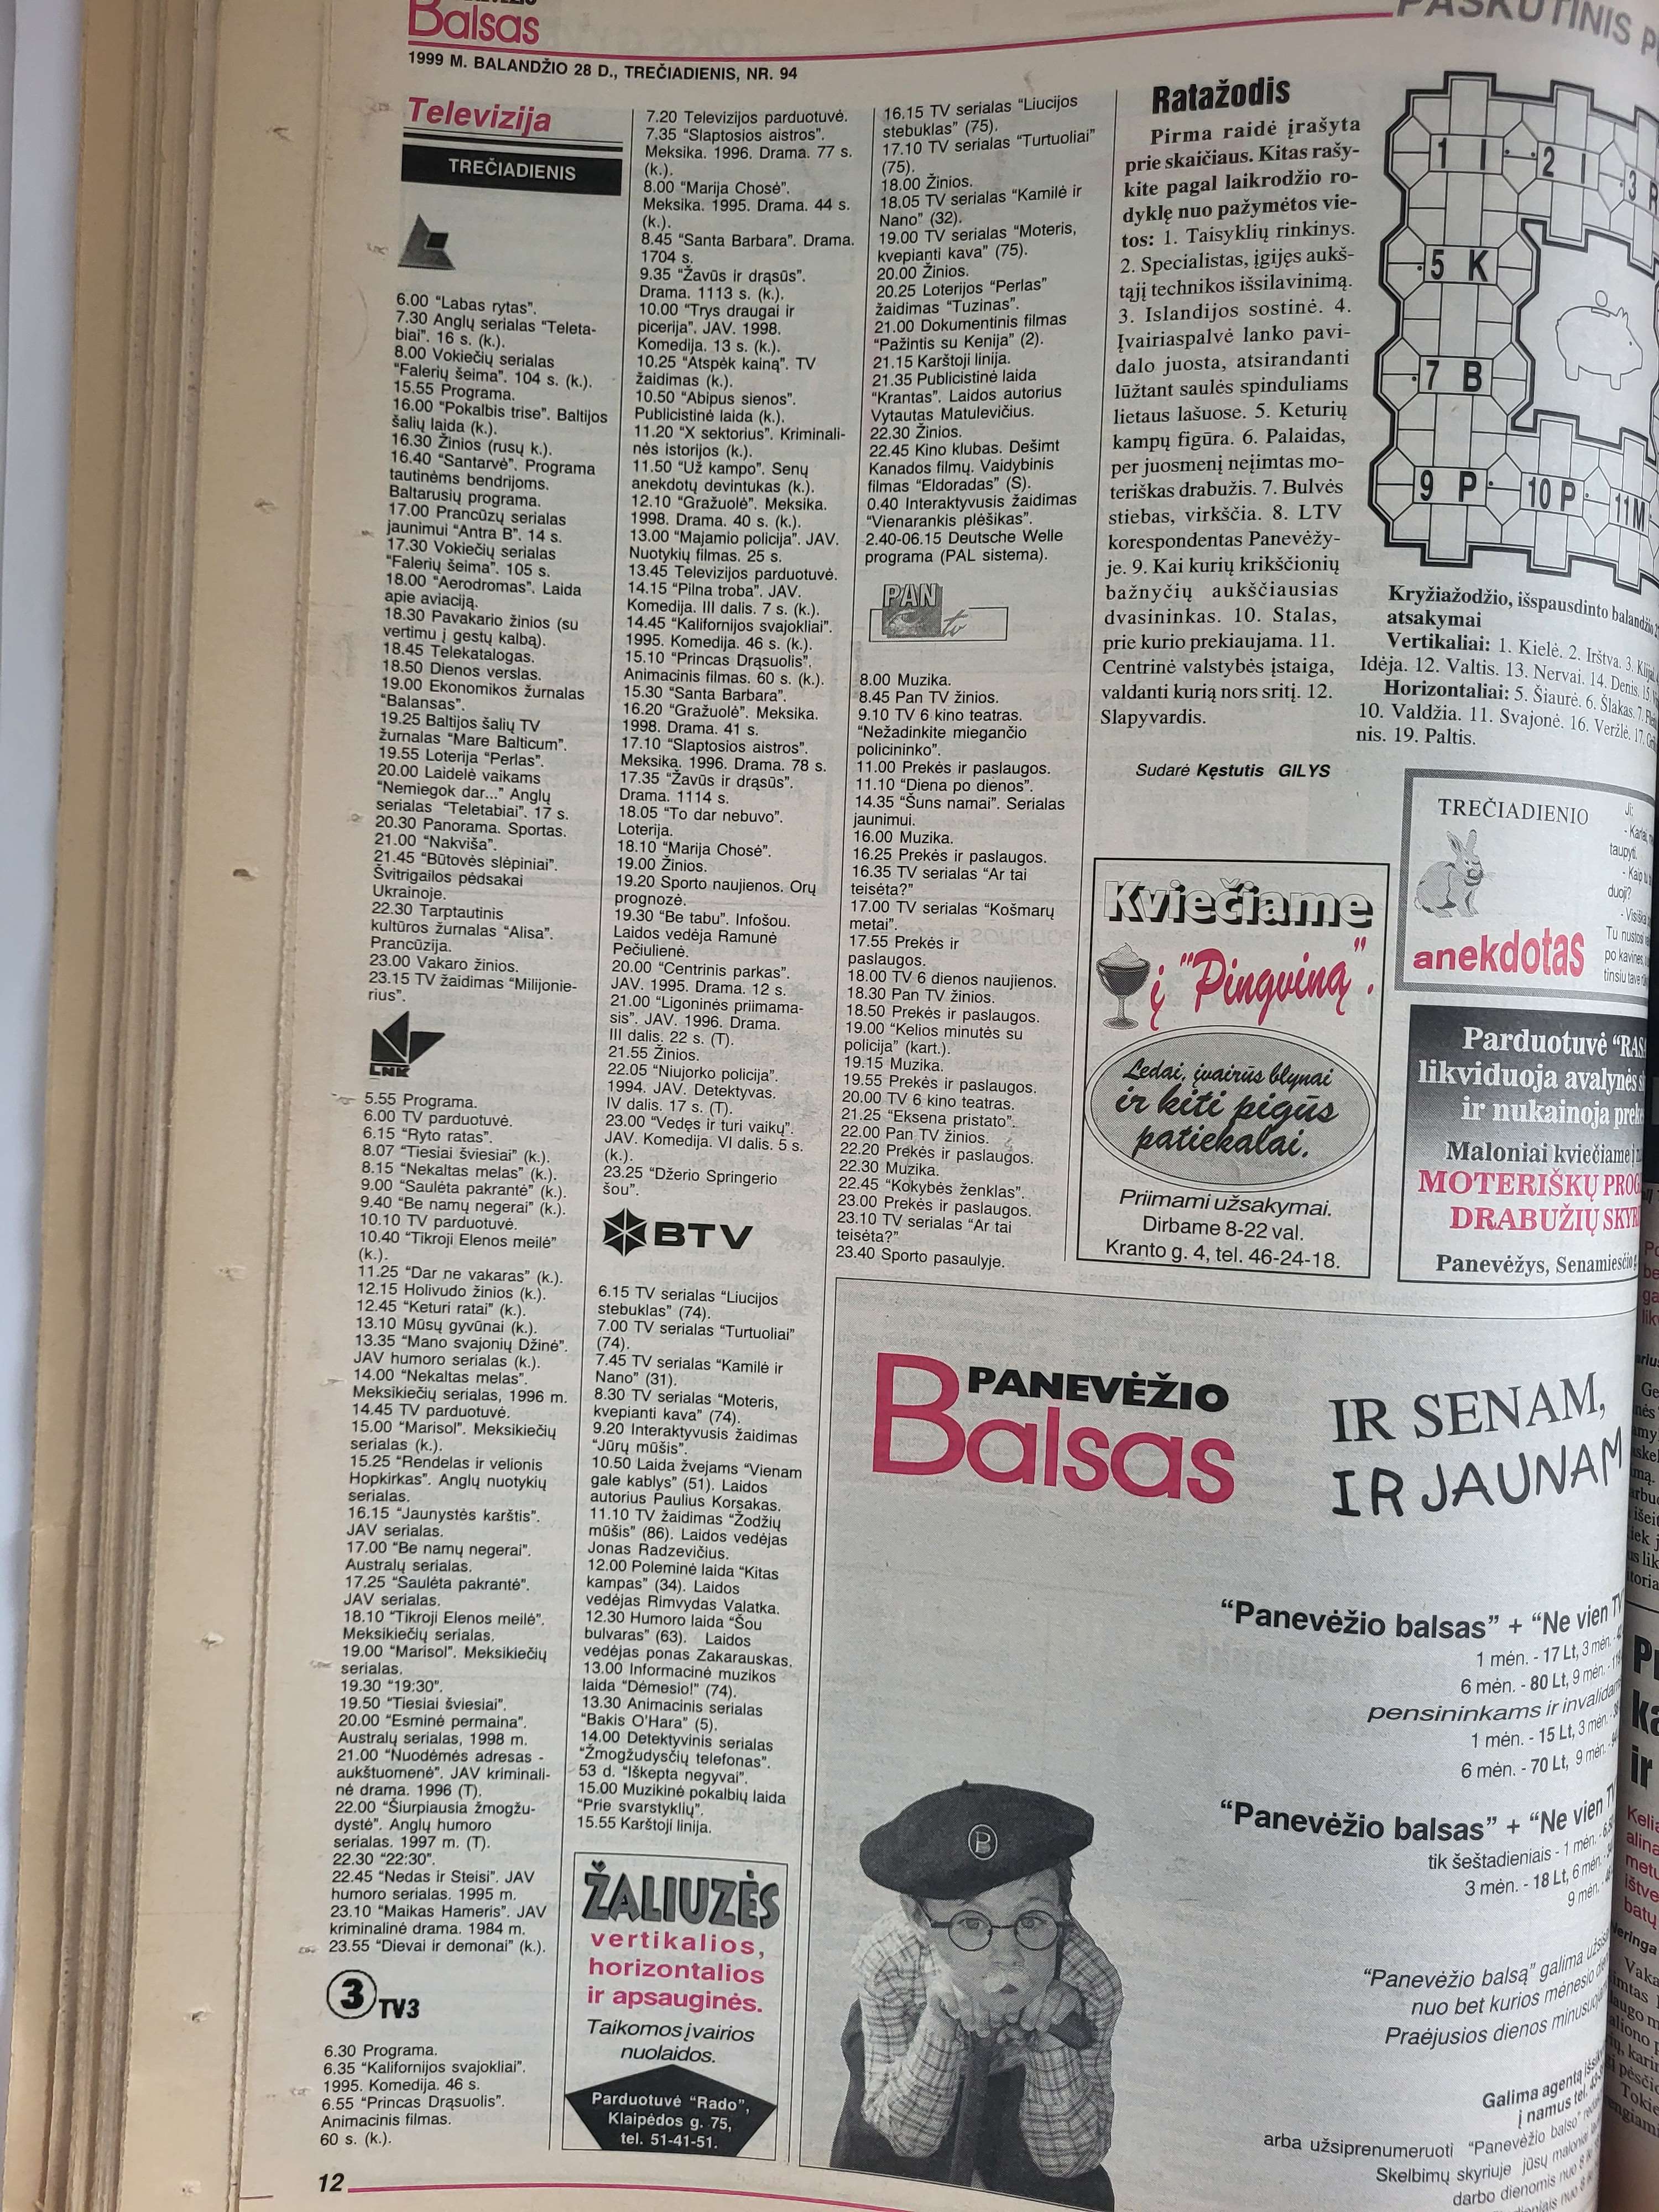 Balsas
PASKUTINIS
1999 M. BALANDŽIO 28 D., TREČIADIENIS, NR. 94
Televizija
TREČIADIENIS
6.00 “Labas rytas”.
7.30 Anglų serialas “Teleta-
biai”. 16 s. (k.).
8.00 Vokiečių serialas
“Falerių šeima”. 104 s. (k.).
15.55 Programa.
16.00 “Pokalbis trise”. Baltijos
šalių laida (k.).
16.30 Žinios (rusų k.).
16.40 “Santarvė”. Programa
tautinėms bendrijoms.
Baltarusių programa.
17.00 Prancūzų serialas
jaunimui “Antra B”. 14 s.
17.30 Vokiečių serialas
“Falerių šeima”. 105 s.
18.00 “Aerodromas”. Laida
apie aviaciją.
18.30 Pavakario žinios (su
vertimu į gestų kalbą).
18.45 Telekatalogas.
18.50 Dienos verslas.
19.00 Ekonomikos žurnalas
“Balansas”.
19.25 Baltijos šalių TV
žurnalas “Mare Balticum”.
19.55 Loterija “Perlas”.
20.00 Laidelė vaikams
“Nemiegok dar...” Anglų
serialas “Teletabiai”. 17 s.
20.30 Panorama. Sportas.
21.00 “Nakviša”.
21.45 “Būtovės slėpiniai”.
Švitrigailos pėdsakai
Ukrainoje.
22.30 Tarptautinis
kultūros žurnalas “Alisa”.
Prancūzija.
23.00 Vakaro žinios.
23.15 TV žaidimas “Milijonie-
rius”.
LNK
5.55 Programa.
6.00 TV parduotuvė.
6.15 “Ryto ratas”.
8.07 “Tiesiai šviesiai” (k.).
8.15 “Nekaltas melas” (k.).
9.00 “Saulėta pakrantė” (k.).
9.40 “Be namų negerai” (k.).
10.10 TV parduotuvė.
10.40 “Tikroji Elenos meilė”
(k.).
11.25 “Dar ne vakaras” (k.).
12.15 Holivudo žinios (k.).
12.45 “Keturi ratai” (k.).
13.10 Mūsų gyvūnai (k.).
13.35 “Mano svajonių Džinė”.
JAV humoro serialas (k.).
14.00 “Nekaltas melas”.
Meksikiečių serialas, 1996 m.
14.45 TV parduotuvė.
15.00 “Marisol”. Meksikiečių
serialas (k.).
15.25 “Rendelas ir velionis
Hopkirkas”. Anglų nuotykių
serialas.
16.15 “Jaunystės karštis”.
JAV serialas.
17.00 “Be namų negerai”.
Australų serialas.
17.25 “Saulėta pakrantė”.
JAV serialas.
18.10 “Tikroji Elenos meilė”.
Meksikiečių serialas.
19.00 “Marisol”. Meksikiečių
serialas.
19.30 “19:30”.
19.50 “Tiesiai šviesiai”.
20.00 “Esminė permaina”.
Australų serialas, 1998 m.
21.00 “Nuodėmės adresas -
aukštuomenė”. JAV kriminali-
nė drama. 1996 (T).
22.00 “Šiurpiausia žmogžu-
dystė”. Anglų humoro
serialas. 1997 m. (T).
22.30 “22:30”.
22.45 “Nedas ir Steisi”. JAV
humoro serialas. 1995 m.
23.10 “Maikas Hameris”. JAV
kriminalinė drama. 1984 m.
23.55 “Dievai ir demonai” (k.).
3 TV3
6.30 Programa.
6.35 “Kalifornijos svajokliai”.
1995. Komedija. 46 s.
6.55 “Princas Drąsuolis”.
Animacinis filmas.
60 s. (k.).
12
7.20 Televizijos parduotuvė.
7.35 “Slaptosios aistros”.
Meksika. 1996. Drama. 77 s.
(k.).
8.00 “Marija Chosė”.
Meksika. 1995. Drama. 44 s.
(k.).
8.45 “Santa Barbara”. Drama.
1704 s.
9.35 “Žavūs ir drąsūs”.
Drama. 1113 s. (k.).
10.00 “Trys draugai ir
picerija”. JAV. 1998.
Komedija. 13 s. (k.).
10.25 “Atspėk kainą”. TV
žaidimas (k.).
10.50 “Abipus sienos”.
Publicistinė laida (k.).
11.20 “X sektorius”. Kriminali-
nės istorijos (k.).
11.50 “Už kampo”. Senų
anekdotų devintukas (k.).
12.10 “Gražuolė”. Meksika.
1998. Drama. 40 s. (k.).
13.00 “Majamio policija”. JAV.
Nuotykių filmas. 25 s.
13.45 Televizijos parduotuvė.
14.15 “Pilna troba”. JAV.
Komedija. III dalis. 7 s. (k.).
14.45 “Kalifornijos svajokliai”.
1995. Komedija. 46 s. (k.).
15.10 “Princas Drąsuolis”.
Animacinis filmas. 60 s. (k.).
15.30 “Santa Barbara”.
16.20 “Gražuolė”. Meksika.
1998. Drama. 41 s.
17.10 “Slaptosios aistros”.
Meksika. 1996. Drama. 78 s.
17.35 “Žavūs ir drąsūs”.
Drama. 1114 s.
18.05 “To dar nebuvo”.
Loterija.
18.10 “Marija Chosė”.
19.00 Žinios.
19.20 Sporto naujienos. Orų
prognozė.
19.30 “Be tabu”. Infošou.
Laidos vedėja Ramunė
Pečiulienė.
20.00 “Centrinis parkas”.
JAV. 1995. Drama. 12 s.
21.00 “Ligoninės priimama-
sis”. JAV. 1996. Drama.
III dalis. 22 s. (T).
21.55 Žinios.
22.05 “Niujorko policija”.
1994. JAV. Detektyvas.
IV dalis. 17 s. (T).
23.00 “Vedęs ir turi vaikų”.
JAV. Komedija. VI dalis. 5 s.
(k.).
23.25 “Džerio Springerio
šou”.
BTV
6.15 TV serialas “Liucijos
stebuklas” (74).
7.00 TV serialas “Turtuoliai”
(74).
7.45 TV serialas “Kamilė ir
Nano” (31).
8.30 TV serialas “Moteris,
kvepianti kava” (74).
9.20 Interaktyvusis žaidimas
“Jūrų mūšis”.
10.50 Laida žvejams “Vienam
gale kablys” (51). Laidos
autorius Paulius Korsakas.
11.10 TV žaidimas “Žodžių
mūšis” (86). Laidos vedėjas
Jonas Radzevičius.
12.00 Poleminė laida “Kitas
kampas” (34). Laidos
vedėjas Rimvydas Valatka.
12.30 Humoro laida “Šou
bulvaras” (63). Laidos
vedėjas ponas Zakarauskas.
13.00 Informacinė muzikos
laida “Dėmesio!” (74).
13.30 Animacinis serialas
“Bakis O’Hara” (5).
14.00 Detektyvinis serialas
“Žmogžudysčių telefonas”.
53 d. “Iškepta negyvai”.
15.00 Muzikinė pokalbių laida
“Prie svarstyklių”.
15.55 Karštoji linija.
ŽALIUZĖS
vertikalios,
horizontalios
ir apsauginės.
Taikomos įvairios
nuolaidos.
Parduotuvė “Rado”,
Klaipėdos g. 75,
tel. 51-41-51.
16.15 TV serialas “Liucijos
stebuklas” (75).
17.10 TV serialas “Turtuoliai”
(75).
18.00 Žinios.
18.05 TV serialas “Kamilė ir
Nano” (32).
19.00 TV serialas “Moteris,
kvepianti kava” (75).
20.00 Žinios.
20.25 Loterijos “Perlas”
žaidimas “Tuzinas”.
21.00 Dokumentinis filmas
“Pažintis su Kenija” (2).
21.15 Karštoji linija.
21.35 Publicistinė laida
“Krantas”. Laidos autorius
Vytautas Matulevičius.
22.30 Žinios.
22.45 Kino klubas. Dešimt
Kanados filmų. Vaidybinis
filmas “Eldoradas” (S).
0.40 Interaktyvusis žaidimas
“Vienarankis plėšikas”.
2.40-06.15 Deutsche Welle
programa (PAL sistema).
PAN tv
8.00 Muzika.
8.45 Pan TV žinios.
9.10 TV 6 kino teatras.
“Nežadinkite miegančio
policininko”.
11.00 Prekės ir paslaugos.
11.10 “Diena po dienos”.
14.35 “Šuns namai”. Serialas
jaunimui.
16.00 Muzika.
16.25 Prekės ir paslaugos.
16.35 TV serialas “Ar tai
teisėta?”
17.00 TV serialas “Košmarų
metai”.
17.55 Prekės ir
paslaugos.
18.00 TV 6 dienos naujienos.
18.30 Pan TV žinios.
18.50 Prekės ir paslaugos.
19.00 “Kelios minutės su
policija” (kart.).
19.15 Muzika.
19.55 Prekės ir paslaugos.
20.00 TV 6 kino teatras.
21.25 “Eksena pristato”.
22.00 Pan TV žinios.
22.20 Prekės ir paslaugos.
22.30 Muzika.
22.45 “Kokybės ženklas”.
23.00 Prekės ir paslaugos.
23.10 TV serialas “Ar tai
teisėta?”
23.40 Sporto pasaulyje.
Ratažodis
Pirma raidė įrašyta
prie skaičiaus. Kitas rašy-
kite pagal laikrodžio ro-
dyklę nuo pažymėtos vie-
tos: 1. Taisyklių rinkinys.
2. Specialistas, įgijęs aukš-
tąjį technikos išsilavinimą.
3. Islandijos sostinė. 4.
Įvairiaspalvė lanko pavi-
dalo juosta, atsirandanti
lūžtant saulės spinduliams
lietaus lašuose. 5. Keturių
kampų figūra. 6. Palaidas,
per juosmenį neįimtas mo-
teriškas drabužis. 7. Bulvės
stiebas, virkščia. 8. LTV
korespondentas Panevėžy-
je. 9. Kai kurių krikščionių
bažnyčių aukščiausias
dvasininkas. 10. Stalas,
prie kurio prekiaujama. 11.
Centrinė valstybės įstaiga,
valdanti kurią nors sritį. 12.
Slapyvardis.
Sudarė Kęstutis GILYS
1 I 2 I 3 R
5 K
7 B
9 P 10 P 11 M
Kryžiažodžio, išspausdinto balandžio
atsakymai
Vertikaliai: 1. Kielė. 2. Irštva. 3.
Idėja. 12. Valtis. 13. Nervai. 14. Denis. 15.
Horizontaliai: 5. Šiaurė. 6. Šlakas. 7.
10. Valdžia. 11. Svajonė. 16. Veržlė. 17.
nis. 19. Paltis.
Kviečiame
į “Pingviną”.
Ledai, įvairūs blynai
ir kiti pigūs
patiekalai.
Priimami užsakymai.
Dirbame 8-22 val.
Kranto g. 4, tel. 46-24-18.
TREČIADIENIO
anekdotas
Ji:
taupyti.
duoji?
Tu nustosi
po kavines,
tinsiu tave
Parduotuvė
likviduoja avalynės
ir nukainoja
Maloniai kviečiame į
MOTERIŠKŲ
DRABUŽIŲ
Panevėžys, Senamiesčio
PANEVĖŽIO
Balsas
IR SENAM,
IR JAUNAM
“Panevėžio balsas” + “Ne vien
1 mėn. - 17 Lt, 3 mėn. -
6 mėn. - 80 Lt, 9 mėn. -
pensininkams ir invalidams
1 mėn. - 15 Lt, 3 mėn. -
6 mėn. - 70 Lt, 9 mėn. -
“Panevėžio balsas” + “Ne vien
tik šeštadieniais - 1 mėn. -
3 mėn. - 18 Lt, 6 mėn. -
9 mėn. -
“Panevėžio balsą” galima
nuo bet kurios mėnesio
Praėjusios dienos
Galima agentą
į namus tel.
arba užsiprenumeruoti “Panevėžio balso”
Skelbimų skyriuje jūsų maloniai
darbo dienomis nuo 8